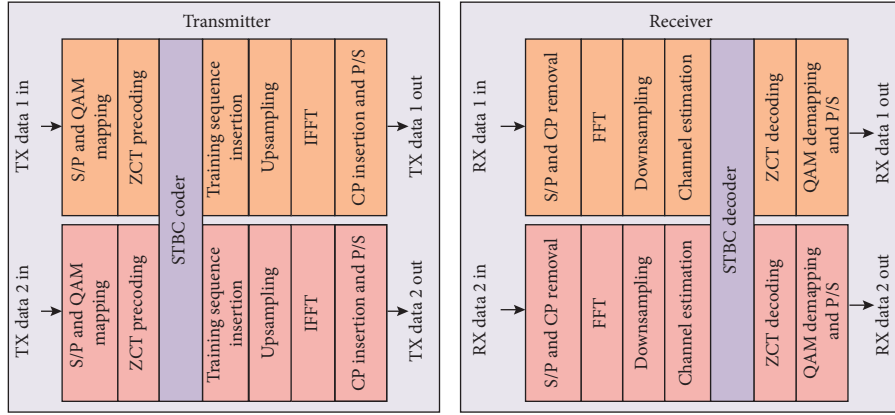 Transmitter
TX data 1 in
S/P and QAM
mapping
ZCT precoding
STBC coder
Training sequence
insertion
Upsampling
IFFT
CP insertion and P/S
TX data 1 out
TX data 2 in
S/P and QAM
mapping
ZCT precoding
Training sequence
insertion
Upsampling
IFFT
CP insertion and P/S
TX data 2 out
Receiver
RX data 1 in
S/P and CP removal
FFT
Downsampling
Channel estimation
STBC decoder
ZCT decoding
QAM demapping
and P/S
RX data 1 out
RX data 2 in
S/P and CP removal
FFT
Downsampling
Channel estimation
ZCT decoding
QAM demapping
and P/S
RX data 2 out